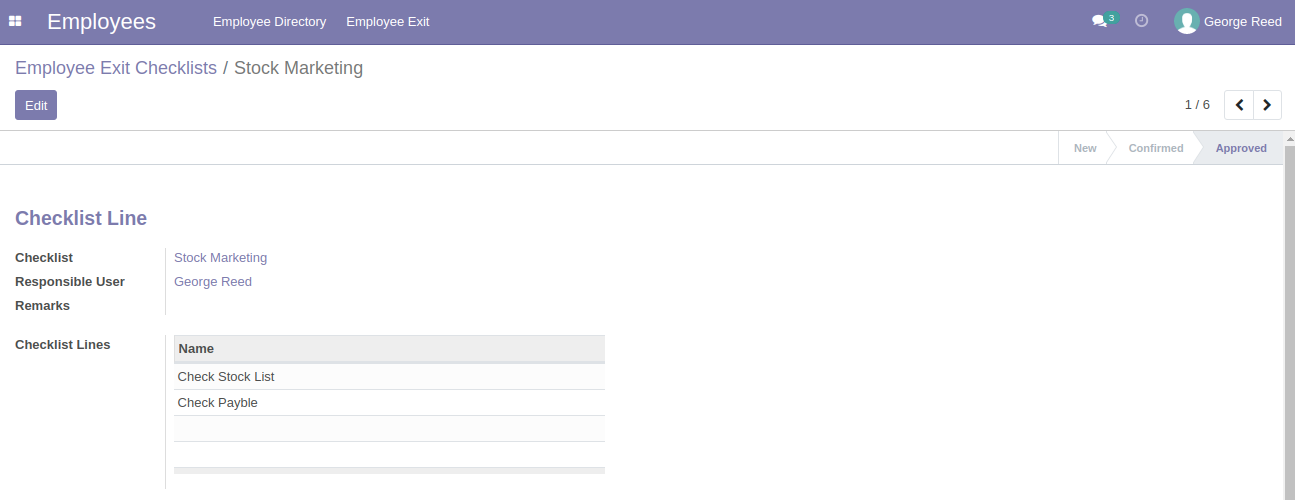 Employees Employee Directory Employee Exit 3 George Reed
Employee Exit Checklists / Stock Marketing
Edit 1 / 6
New Confirmed Approved
Checklist Line
Checklist Stock Marketing
Responsible User George Reed
Remarks
Checklist Lines Name
Check Stock List
Check Payble